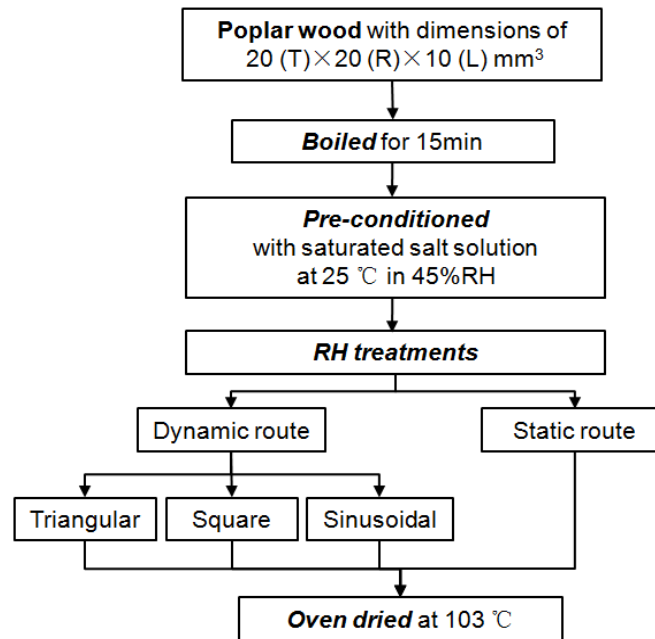 Poplar wood with dimensions of
20 (T)×20 (R)×10 (L) mm³
Boiled for 15min
Pre-conditioned
with saturated salt solution
at 25 ℃ in 45%RH
RH treatments
Dynamic route
Static route
Triangular
Square
Sinusoidal
Oven dried at 103 ℃